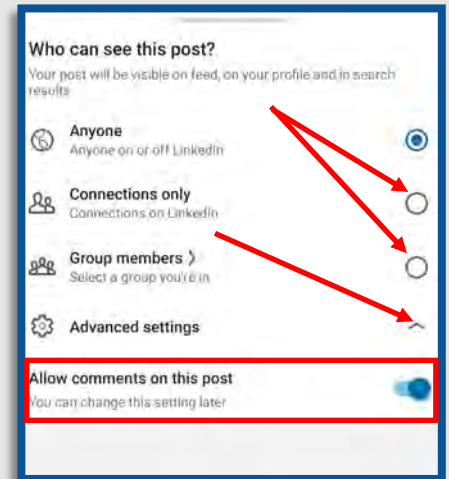 Who can see this post?
Your post will be visible on feed, on your profile and in search
results
Anyone
Anyone on or off LinkedIn
Connections only
Connections on LinkedIn
Group members >
Select a group you're in
Advanced settings
Allow comments on this post
You can change this setting later